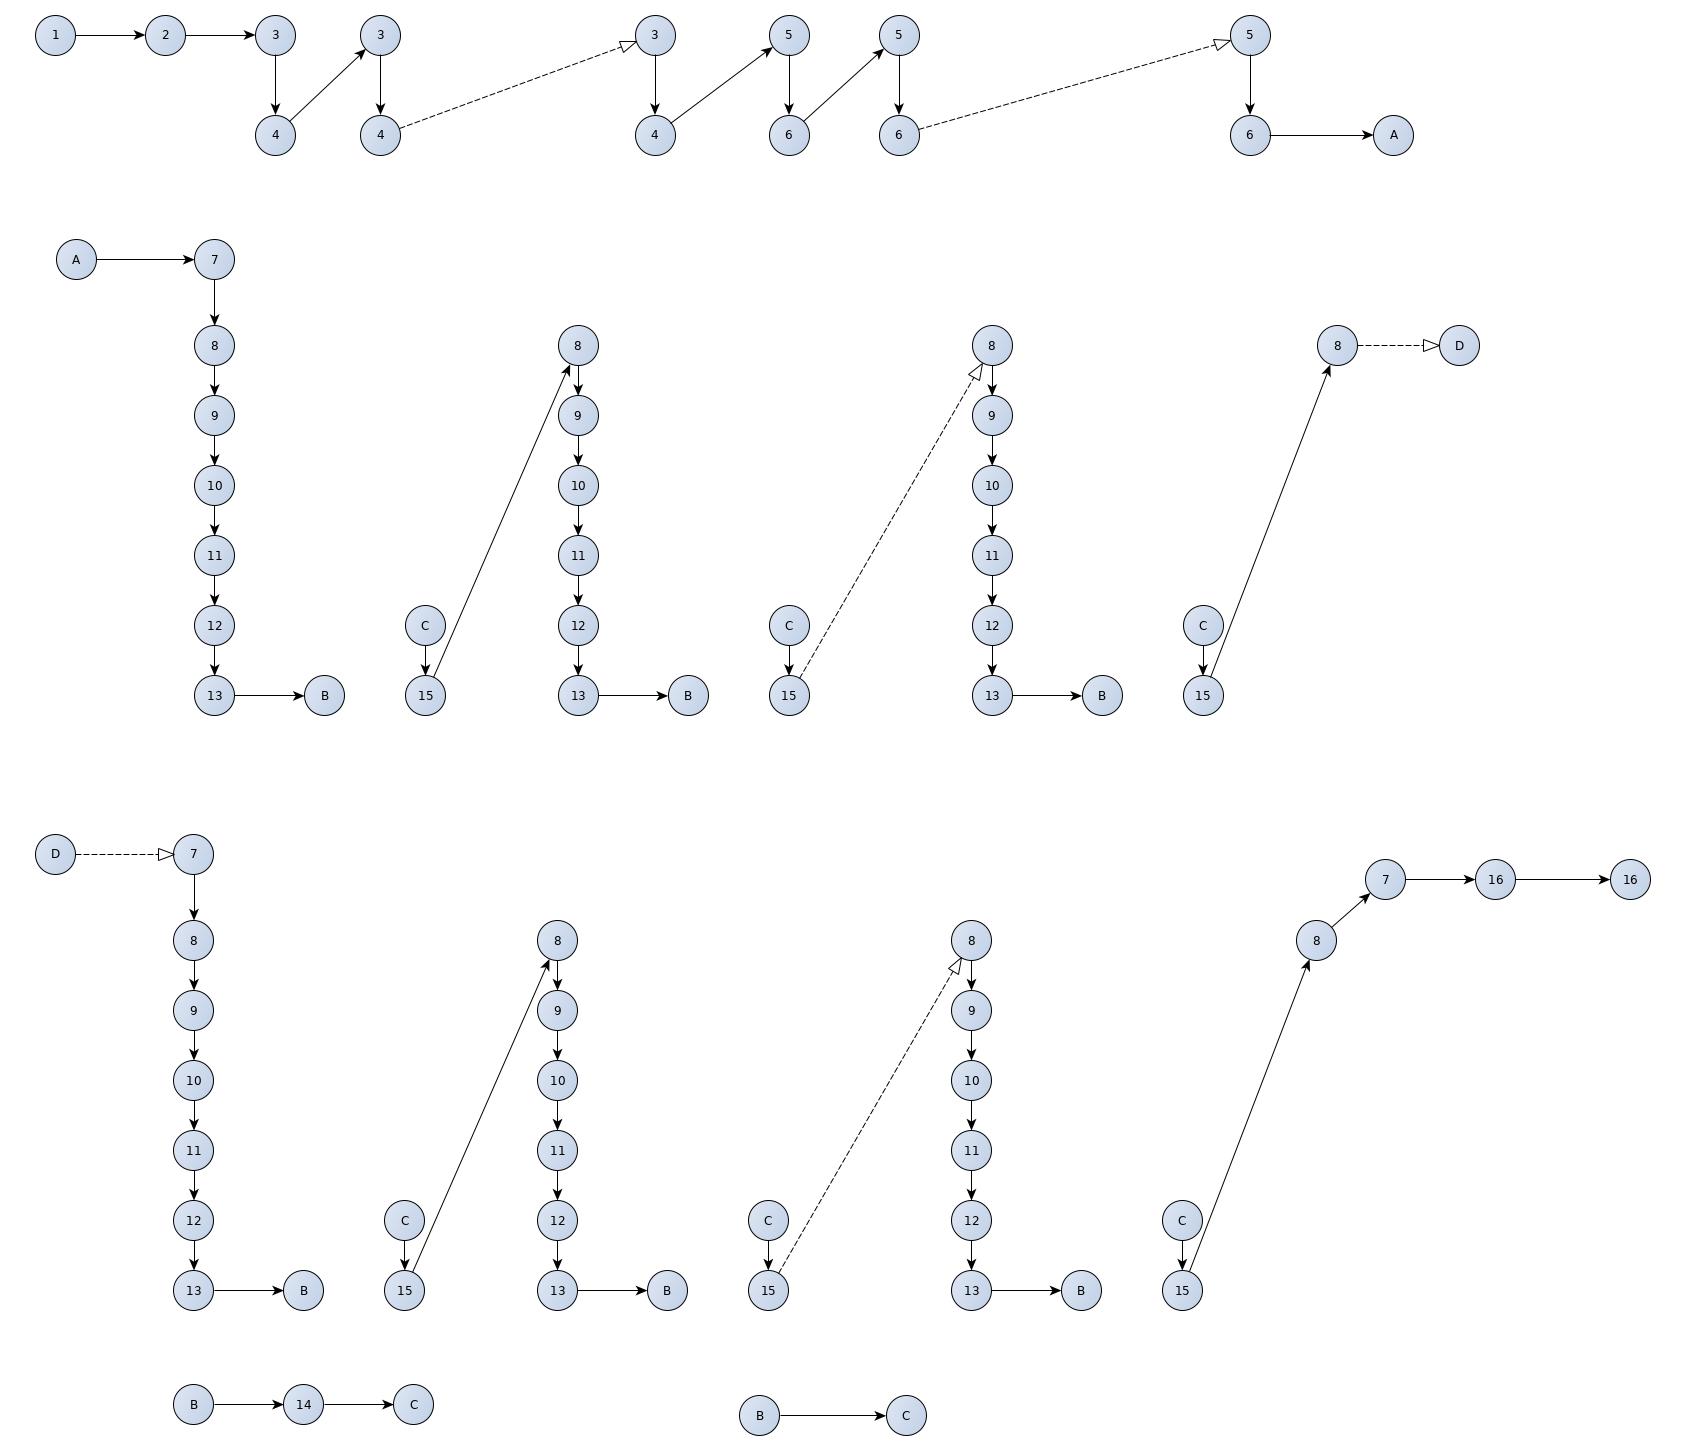 1 2 3 3 3 5 5 5
4 4 4 6 6 6 A
A 7
8 8 8 8 D
9 9 9
10 10 10
11 11 11
12 C 12 C 12 C
13 B 15 13 B 15 13 B 15
D 7 7 16 16
8 8 8 8
9 9 9
10 10 10
11 11 11
12 C 12 C 12 C
13 B 15 13 B 15 13 B 15
B 14 C B C